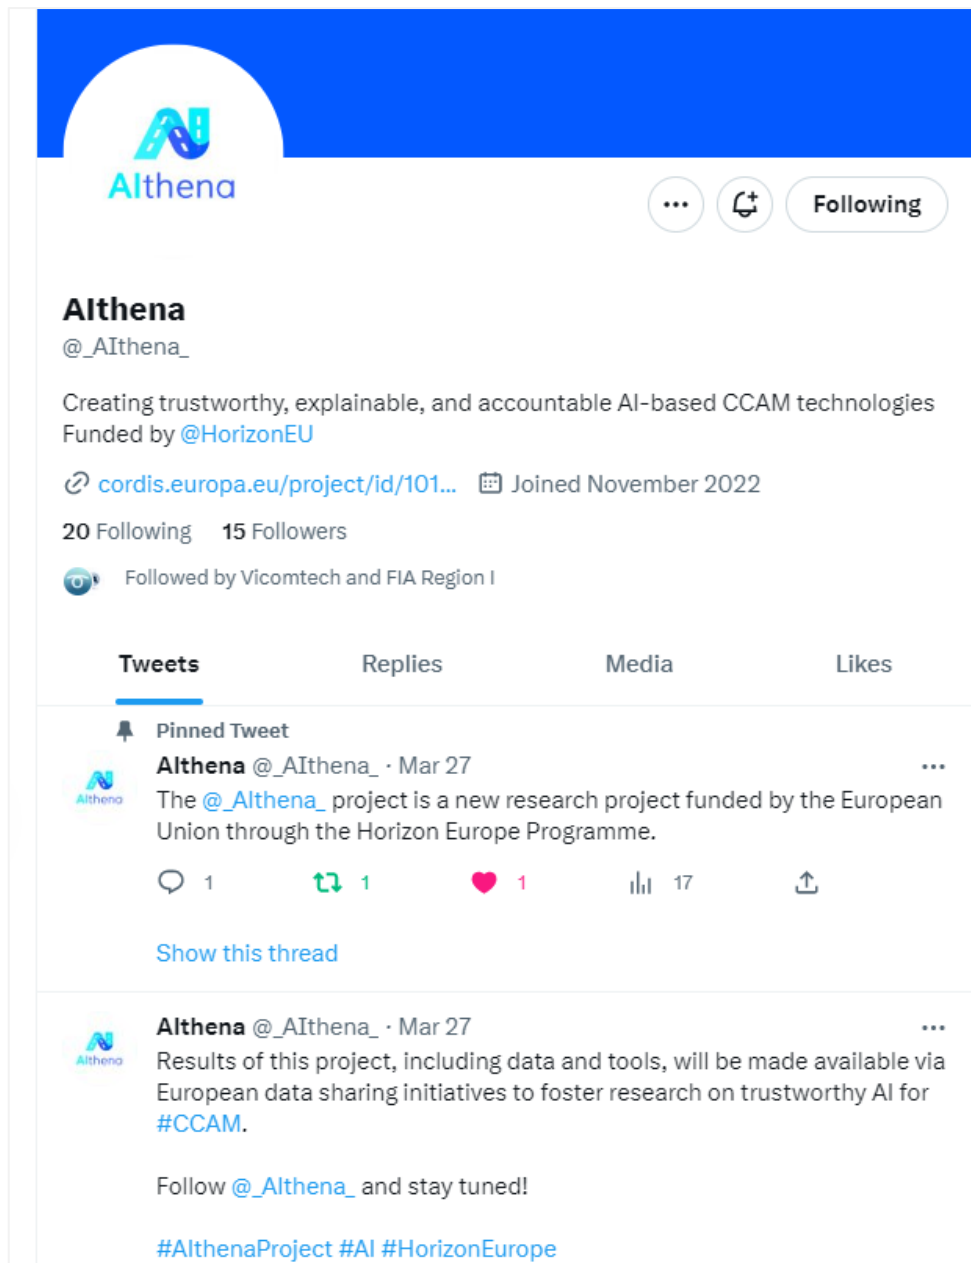 AIthena
Following
AIthena
@_AIthena_
Creating trustworthy, explainable, and accountable AI-based CCAM technologies
Funded by @HorizonEU
cordis.europa.eu/project/id/101... Joined November 2022
20 Following 15 Followers
Followed by Vicomtech and FIA Region I
Tweets Replies Media Likes
Pinned Tweet
AIthena @_AIthena_ · Mar 27
AIthena
The @_AIthena_ project is a new research project funded by the European
Union through the Horizon Europe Programme.
1 1 1 17
Show this thread
AIthena @_AIthena_ · Mar 27
AIthena
Results of this project, including data and tools, will be made available via
European data sharing initiatives to foster research on trustworthy AI for
#CCAM.
Follow @_AIthena_ and stay tuned!
#AIthenaProject #AI #HorizonEurope